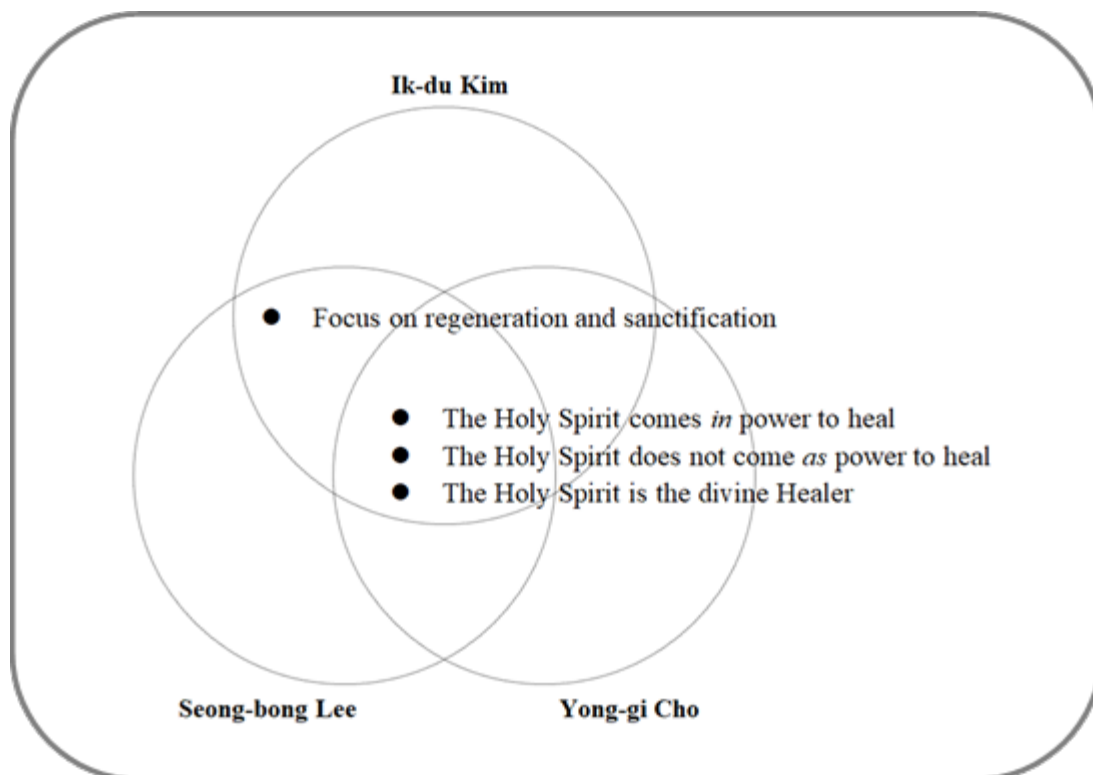 Ik-du Kim
● Focus on regeneration and sanctification
● The Holy Spirit comes in power to heal
● The Holy Spirit does not come as power to heal
● The Holy Spirit is the divine Healer
Seong-bong Lee
Yong-gi Cho